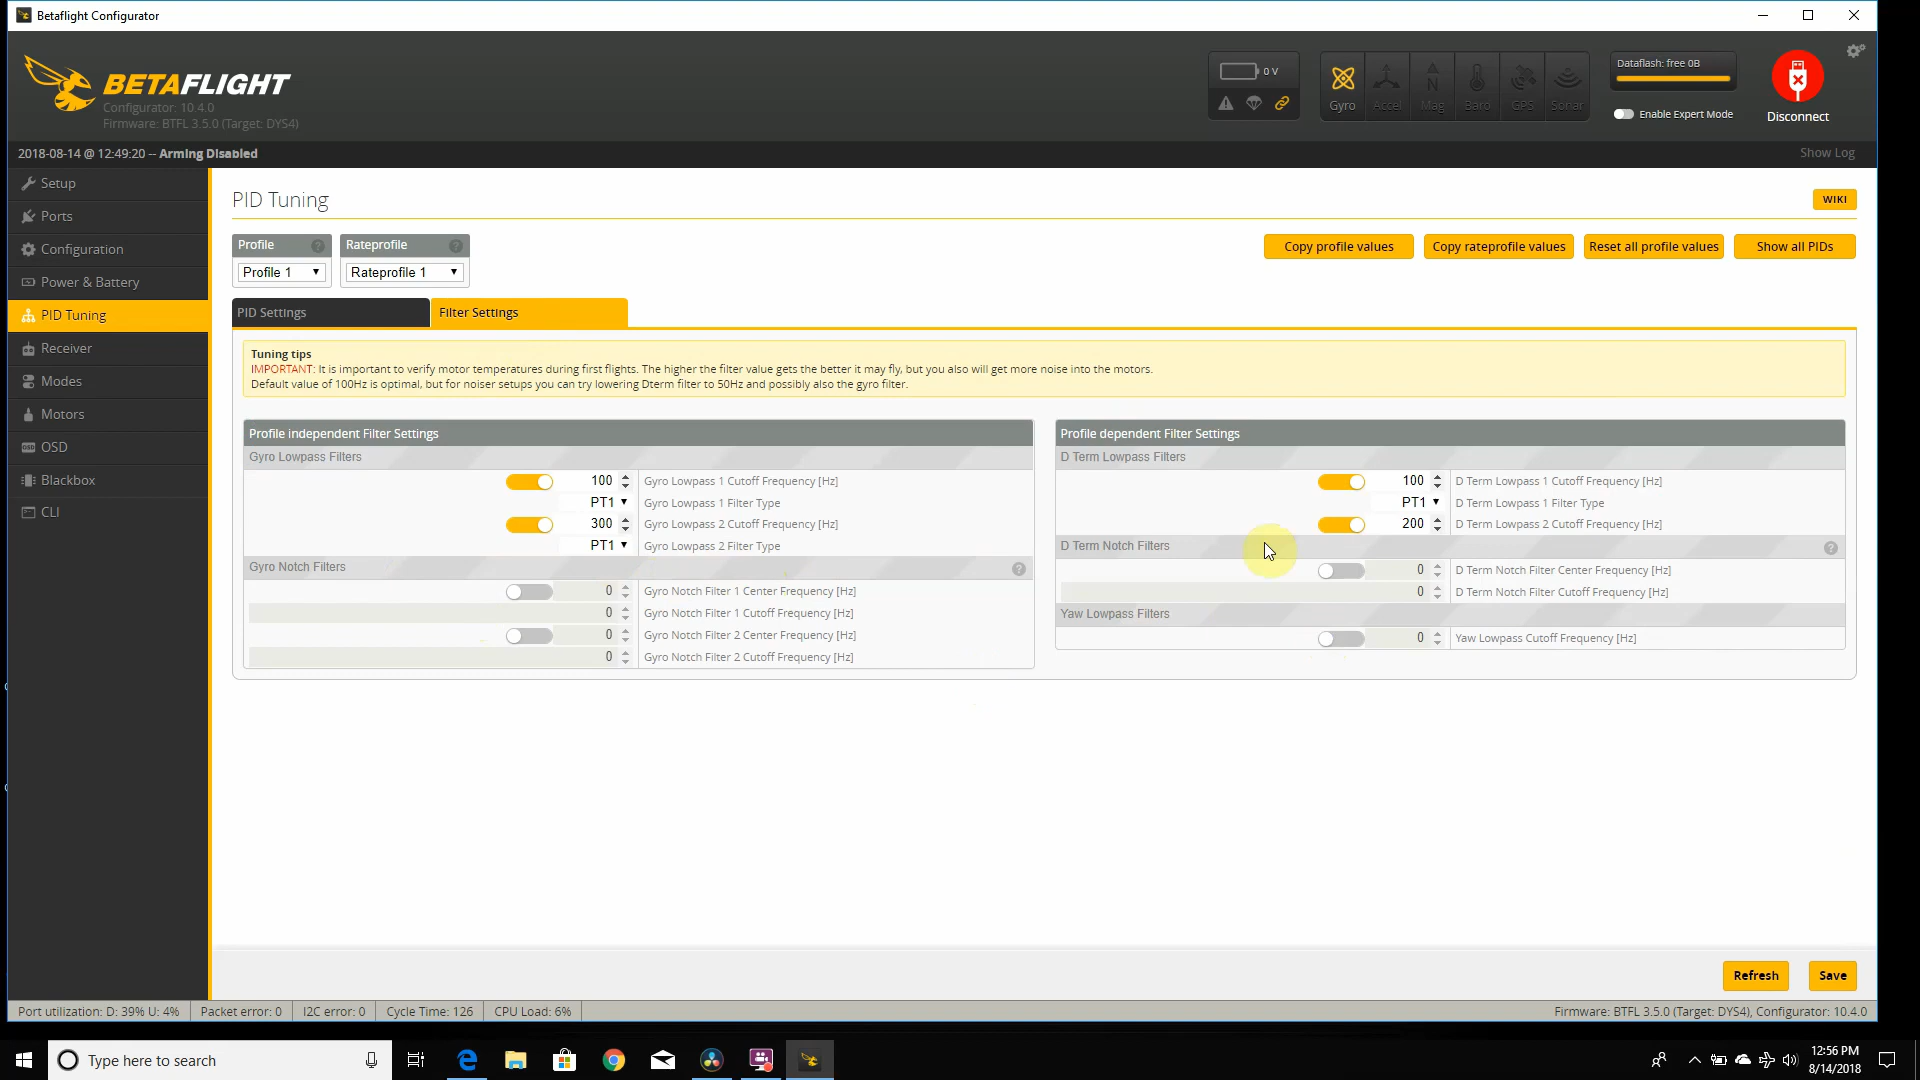 Betaflight Configurator
BETAFLIGHT
Configurator: 10.4.0
Firmware: BTFL 3.5.0 (Target: DYS4)
0 V
Gyro
Accel
Mag
Baro
GPS
Sonar
Dataflash: free 0B
Enable Expert Mode
Disconnect
2018-08-14 @ 12:49:20 -- Arming Disabled
Show Log
Setup
Ports
Configuration
Power & Battery
PID Tuning
Receiver
Modes
Motors
OSD
Blackbox
CLI
PID Tuning
WIKI
Profile
Rateprofile
Profile 1
Rateprofile 1
Copy profile values
Copy rateprofile values
Reset all profile values
Show all PIDs
PID Settings
Filter Settings
Tuning tips
IMPORTANT: It is important to verify motor temperatures during first flights. The higher the filter value gets the better it may fly, but you also will get more noise into the motors.
Default value of 100Hz is optimal, but for noiser setups you can try lowering Dterm filter to 50Hz and possibly also the gyro filter.
Profile independent Filter Settings
Gyro Lowpass Filters
100 Gyro Lowpass 1 Cutoff Frequency [Hz]
PT1 Gyro Lowpass 1 Filter Type
300 Gyro Lowpass 2 Cutoff Frequency [Hz]
PT1 Gyro Lowpass 2 Filter Type
Gyro Notch Filters
0 Gyro Notch Filter 1 Center Frequency [Hz]
0 Gyro Notch Filter 1 Cutoff Frequency [Hz]
0 Gyro Notch Filter 2 Center Frequency [Hz]
0 Gyro Notch Filter 2 Cutoff Frequency [Hz]
Profile dependent Filter Settings
D Term Lowpass Filters
100 D Term Lowpass 1 Cutoff Frequency [Hz]
PT1 D Term Lowpass 1 Filter Type
200 D Term Lowpass 2 Cutoff Frequency [Hz]
D Term Notch Filters
0 D Term Notch Filter Center Frequency [Hz]
0 D Term Notch Filter Cutoff Frequency [Hz]
Yaw Lowpass Filters
0 Yaw Lowpass Cutoff Frequency [Hz]
Refresh
Save
Port utilization: D: 39% U: 4%
Packet error: 0
I2C error: 0
Cycle Time: 126
CPU Load: 6%
Firmware: BTFL 3.5.0 (Target: DYS4), Configurator: 10.4.0
Type here to search
12:56 PM
8/14/2018